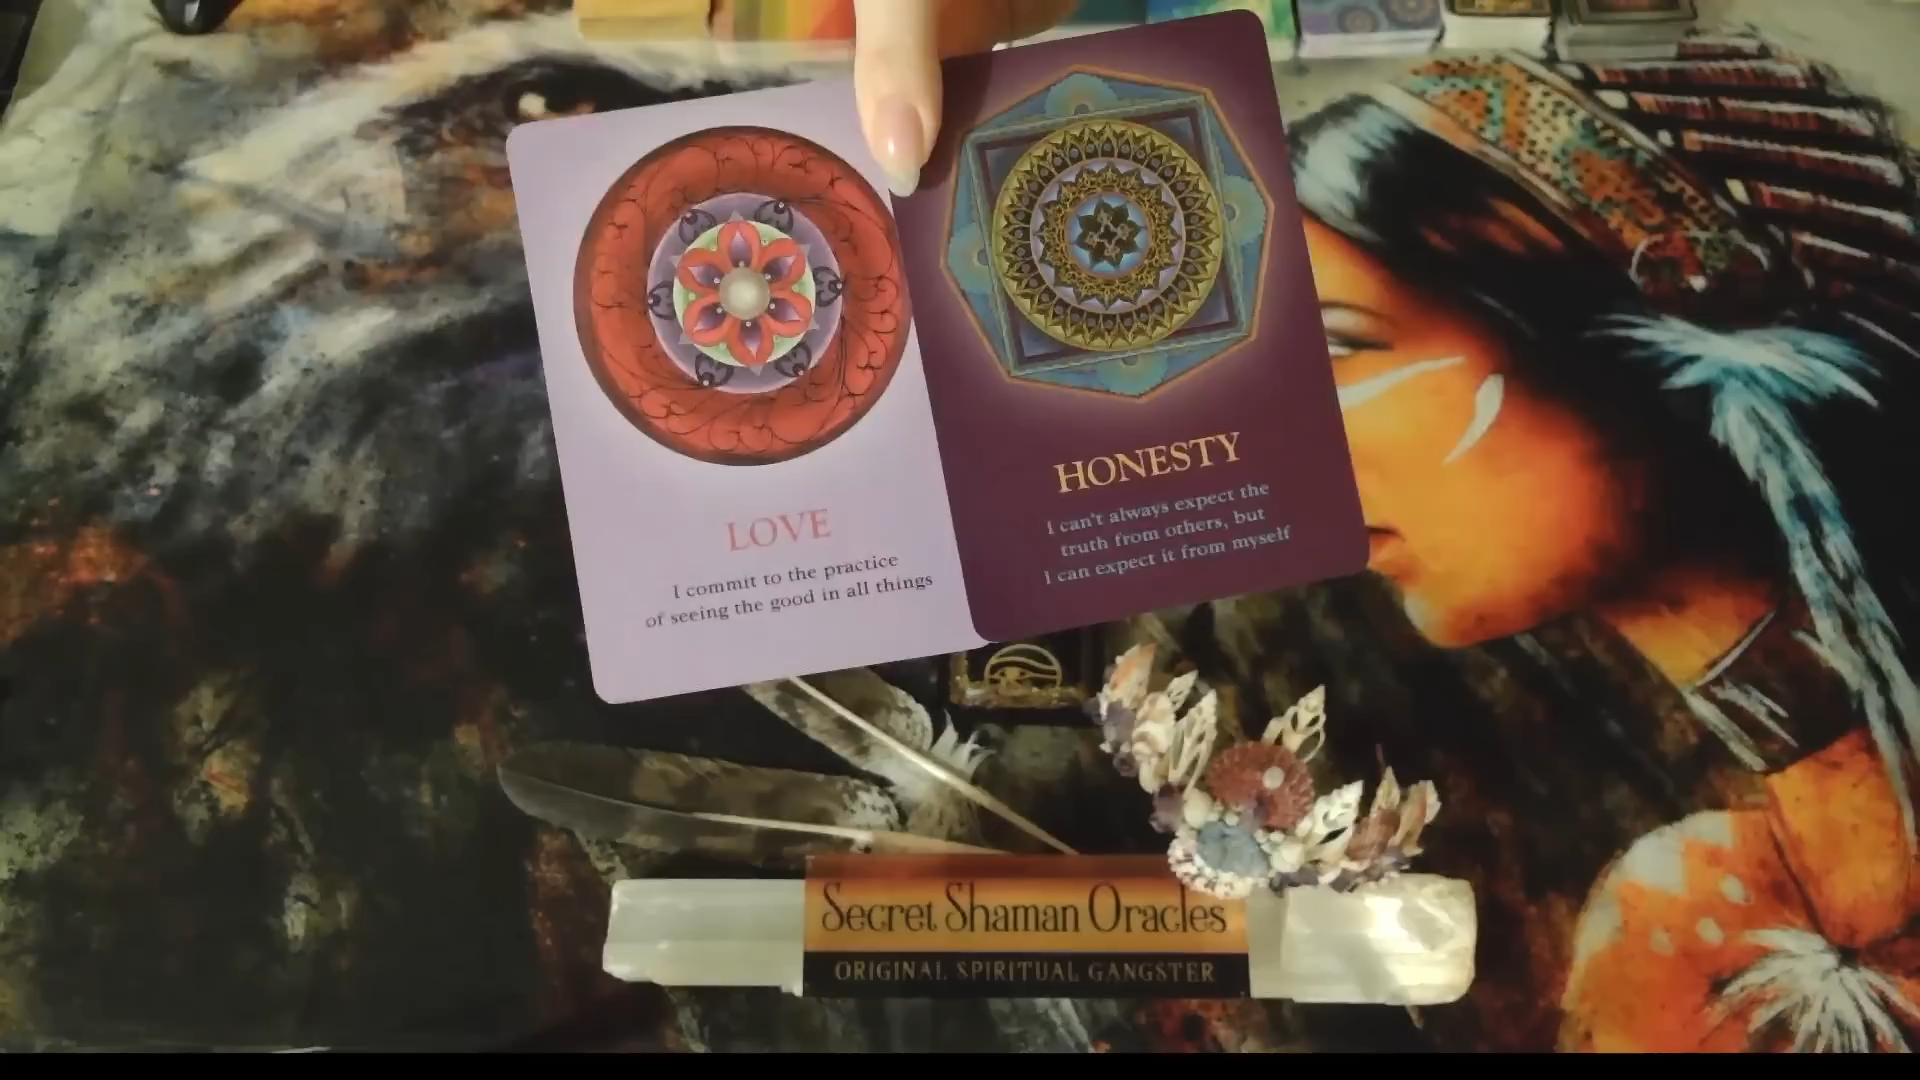 LOVE
I commit to the practice
of seeing the good in all things
HONESTY
I can't always expect the
truth from others, but
I can expect it from myself
Secret Shaman Oracles
ORIGINAL SPIRITUAL GANGSTER